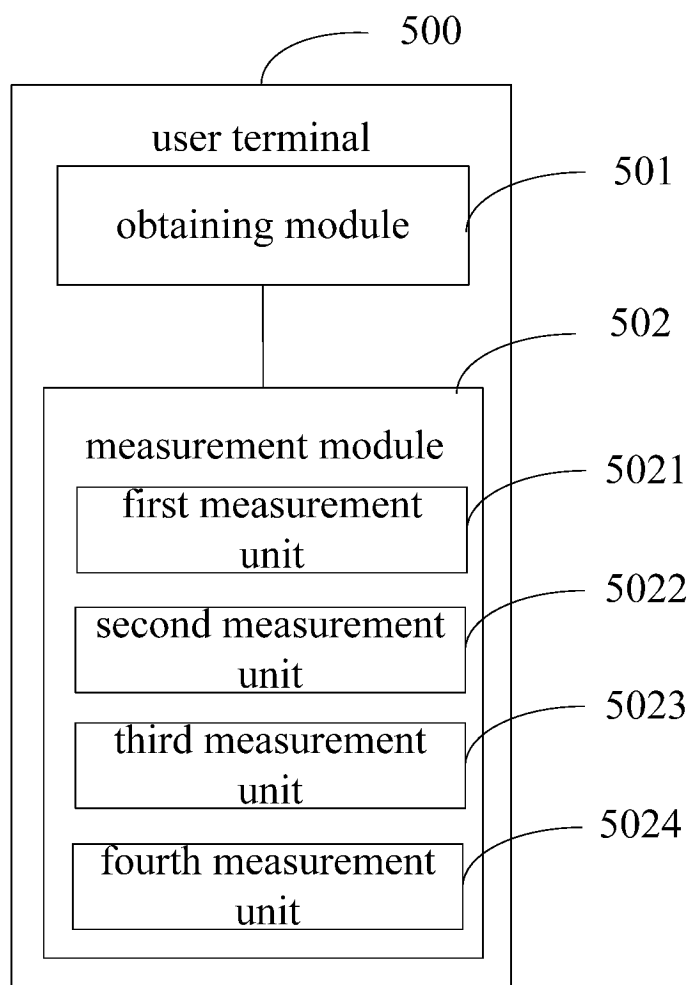 500
user terminal
501
obtaining module
502
measurement module
5021
first measurement
unit
5022
second measurement
unit
5023
third measurement
unit
5024
fourth measurement
unit